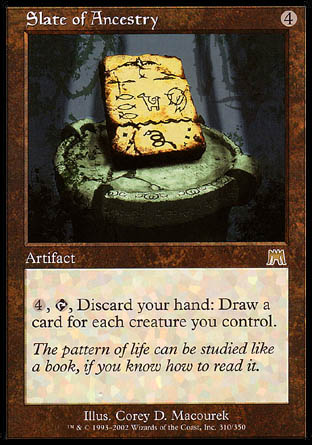 Slate of Ancestry 4
Artifact
4, , Discard your hand: Draw a
card for each creature you control.
The pattern of life can be studied like
a book, if you know how to read it.
Illus. Corey D. Macourek
™ & © 1993–2002 Wizards of the Coast, Inc. 310/350